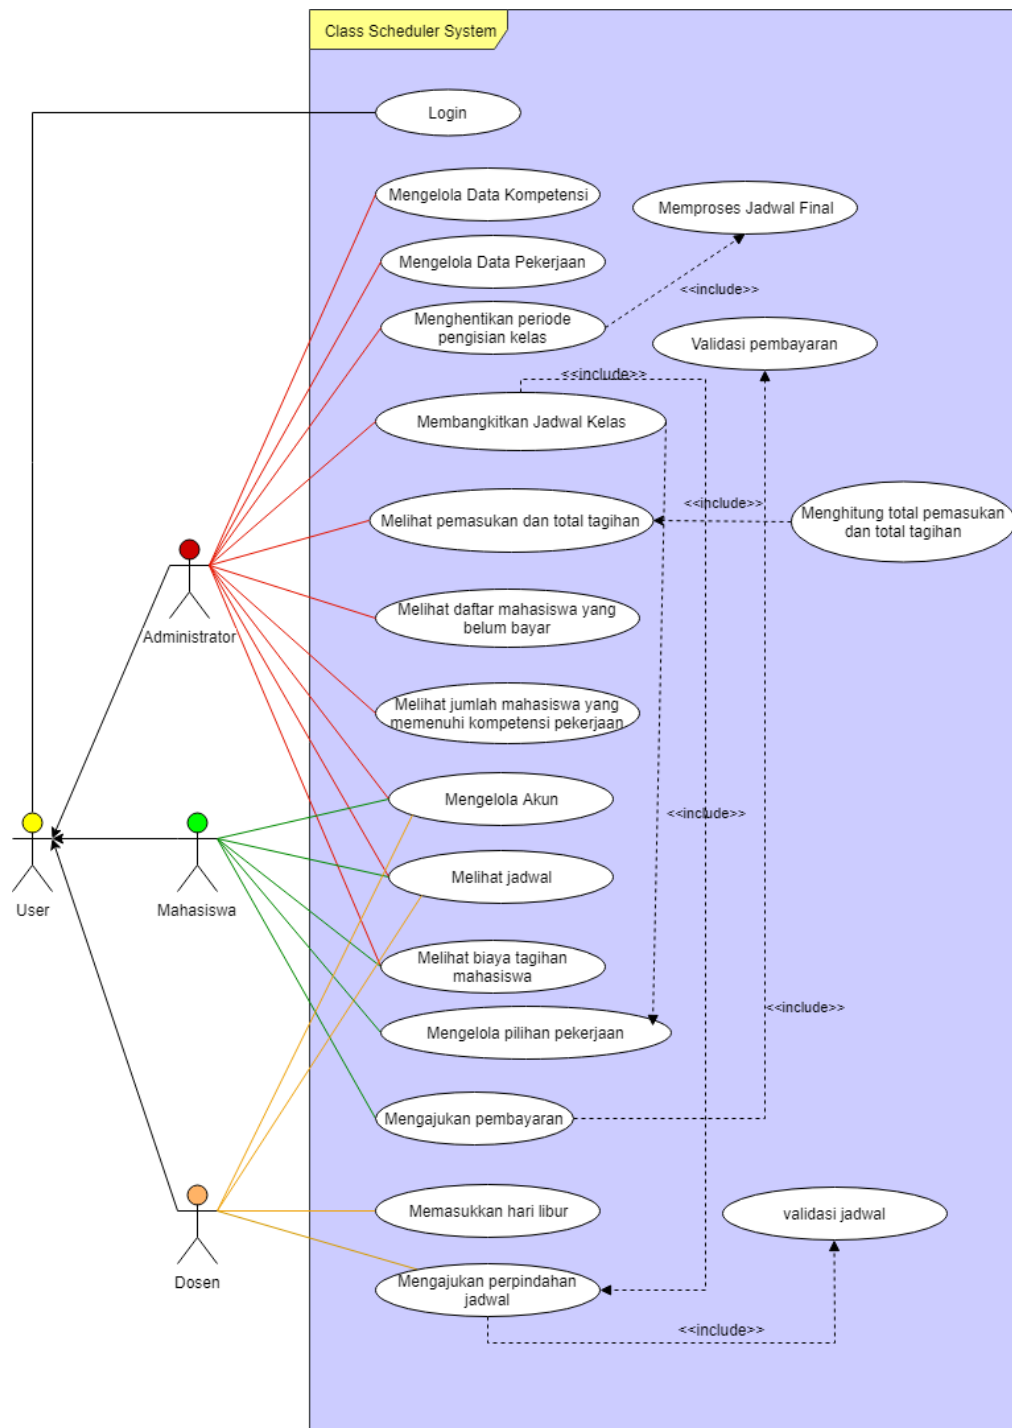 Class Scheduler System
Login
Mengelola Data Kompetensi
Memproses Jadwal Final
Mengelola Data Pekerjaan
<<include>>
Menghentikan periode
pengisian kelas
Validasi pembayaran
<<include>>
Membangkitkan Jadwal Kelas
<<include>>
Melihat pemasukan dan total tagihan
Menghitung total pemasukan
dan total tagihan
Administrator
Melihat daftar mahasiswa yang
belum bayar
Melihat jumlah mahasiswa yang
memenuhi kompetensi pekerjaan
Mengelola Akun
<<include>>
User
Mahasiswa
Melihat jadwal
Melihat biaya tagihan
mahasiswa
<<include>>
Mengelola pilihan pekerjaan
Mengajukan pembayaran
Memasukkan hari libur
validasi jadwal
Dosen
Mengajukan perpindahan
jadwal
<<include>>